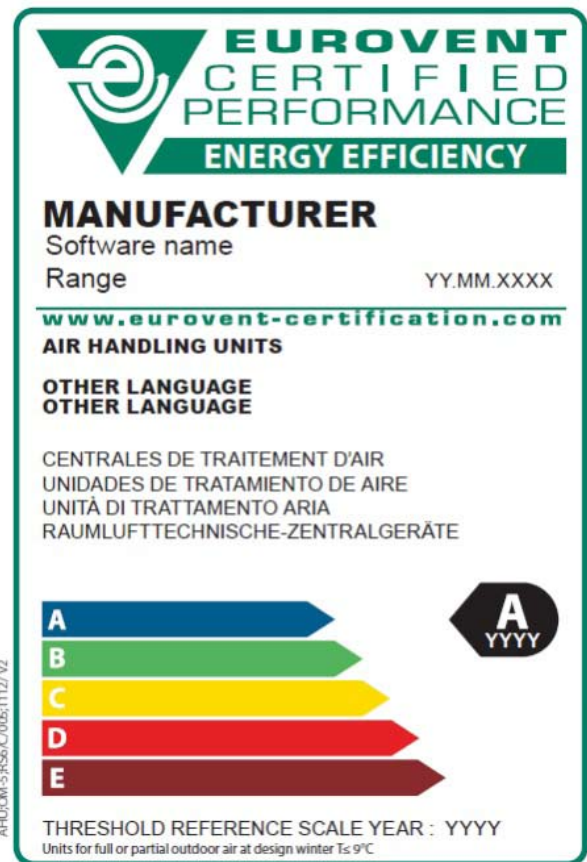 EUROVENT
CERTIFIED
PERFORMANCE
ENERGY EFFICIENCY
MANUFACTURER
Software name
Range YY.MM.XXXX
www.eurovent-certification.com
AIR HANDLING UNITS
OTHER LANGUAGE
OTHER LANGUAGE
CENTRALES DE TRAITEMENT D'AIR
UNIDADES DE TRATAMIENTO DE AIRE
UNITÀ DI TRATTAMENTO ARIA
RAUMLUFTTECHNISCHE-ZENTRALGERÄTE
A
A
YYYY
B
C
D
E
THRESHOLD REFERENCE SCALE YEAR : YYYY
Units for full or partial outdoor air at design winter T≤ 9°C